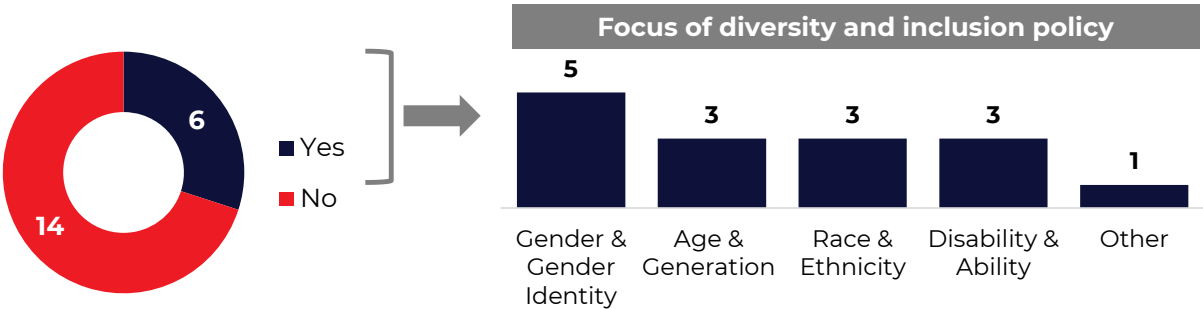 Focus of diversity and inclusion policy
6
14
Yes
No
5
3
3
3
1
Gender &
Gender
Identity
Age &
Generation
Race &
Ethnicity
Disability &
Ability
Other